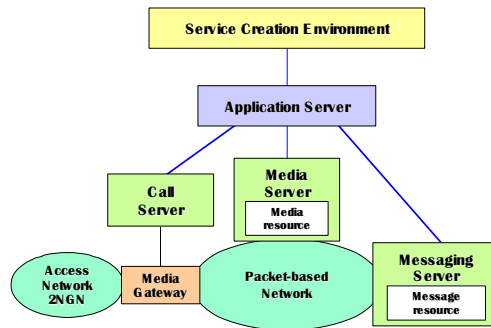 Service Creation Environment
Application Server
Media
Server
Media
resource
Call
Server
Access
Network
2NGN
Media
Gateway
Packet-based
Network
Messaging
Server
Message
resource